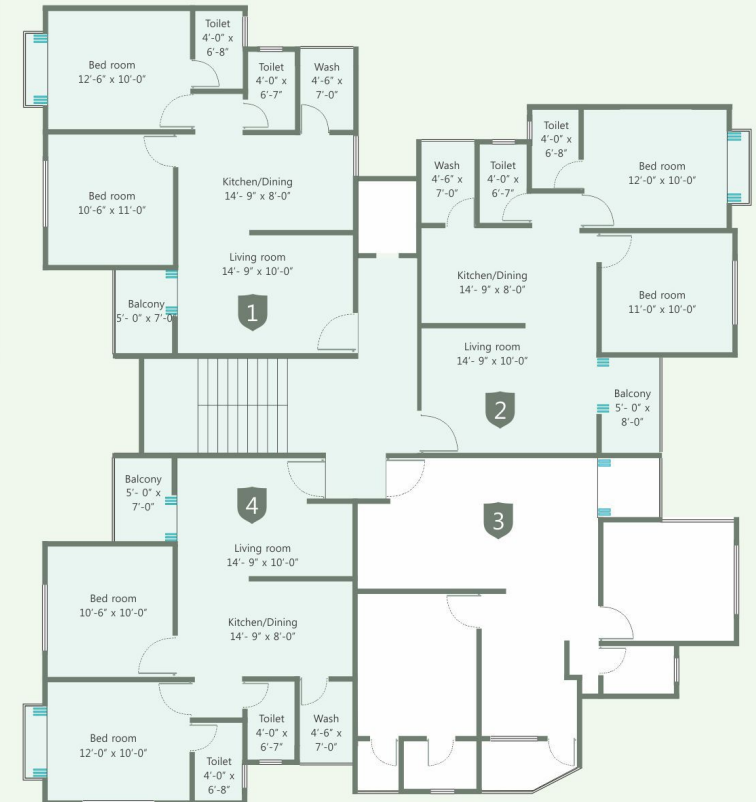 Toilet
4'-0" x
6'-8"
Bed room
12'-6" x 10'-0"
Toilet
4'-0" x
6'-7"
Wash
4'-6" x
7'-0"
Bed room
10'-6" x 11'-0"
Kitchen/Dining
14'- 9" x 8'-0"
Living room
14'- 9" x 10'-0"
Balcony
5'- 0" x 7'-0
1
Toilet
4'-0" x
6'-8"
Wash
4'-6" x
7'-0"
Toilet
4'-0" x
6'-7"
Bed room
12'-0" x 10'-0"
Kitchen/Dining
14'- 9" x 8'-0"
Bed room
11'-0" x 10'-0"
Living room
14'- 9" x 10'-0"
2
Balcony
5'- 0" x
8'-0"
Balcony
5'- 0" x
7'-0"
4
Living room
14'- 9" x 10'-0"
Bed room
10'-6" x 10'-0"
Kitchen/Dining
14'- 9" x 8'-0"
Bed room
12'-0" x 10'-0"
Toilet
4'-0" x
6'-7"
Wash
4'-6" x
7'-0"
Toilet
4'-0" x
6'-8"
3